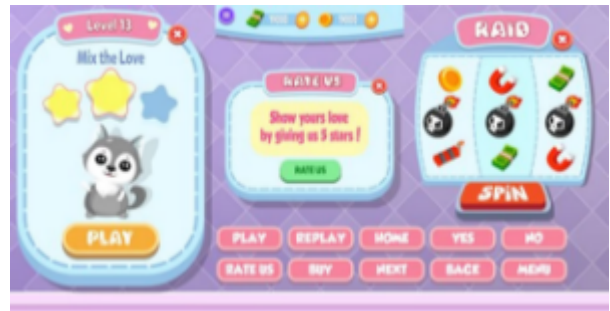 Level 13
Mix the Love
PLAY
RATE US
Show yours love
by giving us 5 stars !
RATE US
RAID
SPIN
PLAY REPLAY HOME YES NO
RATE US BUY NEXT BACK MENU